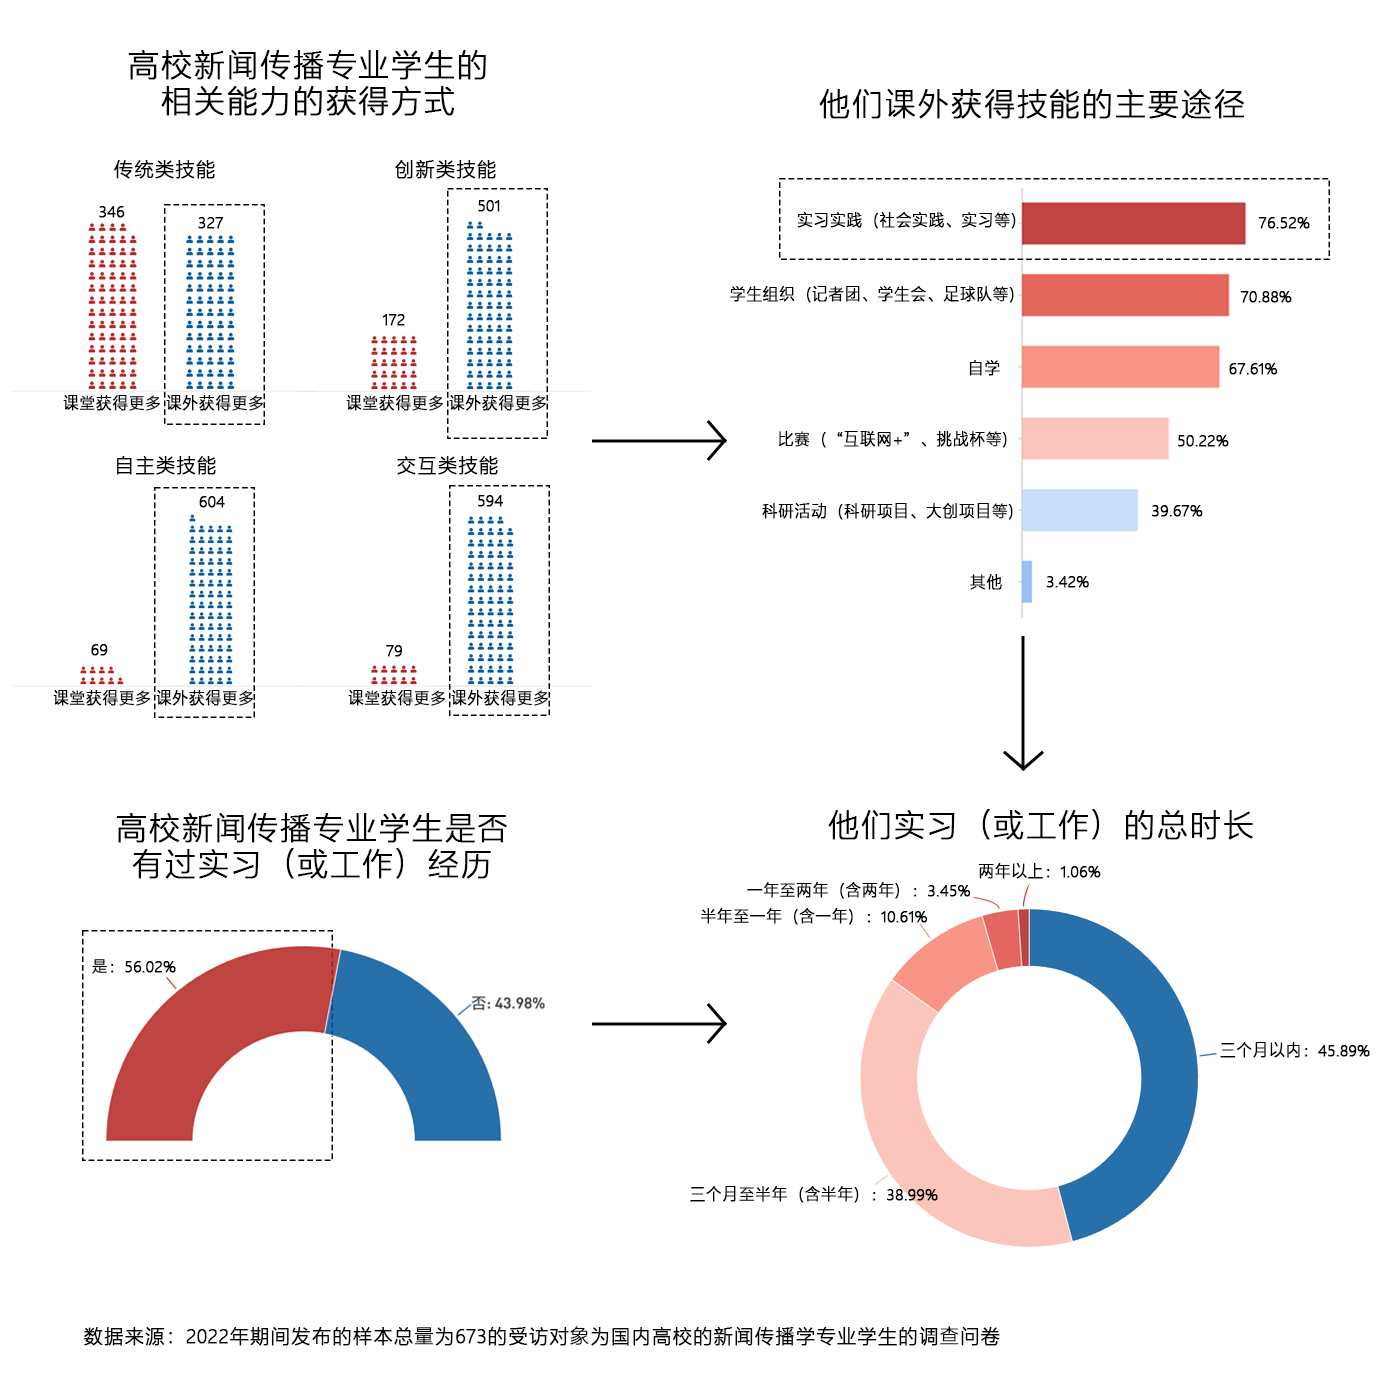 高校新闻传播专业学生的
相关能力的获得方式
传统类技能
346
327
课堂获得更多
课外获得更多
创新类技能
172
501
课堂获得更多
课外获得更多
自主类技能
69
604
课堂获得更多
课外获得更多
交互类技能
79
594
课堂获得更多
课外获得更多
他们课外获得技能的主要途径
实习实践（社会实践、实习等） 76.52%
学生组织（记者团、学生会、足球队等） 70.88%
自学 67.61%
比赛（“互联网+”、挑战杯等） 50.22%
科研活动（科研项目、大创项目等） 39.67%
其他 3.42%
高校新闻传播专业学生是否
有过实习（或工作）经历
是：56.02%
否: 43.98%
他们实习（或工作）的总时长
两年以上：1.06%
一年至两年（含两年）：3.45%
半年至一年（含一年）：10.61%
三个月以内：45.89%
三个月至半年（含半年）：38.99%
数据来源：2022年期间发布的样本总量为673的受访对象为国内高校的新闻传播学专业学生的调查问卷